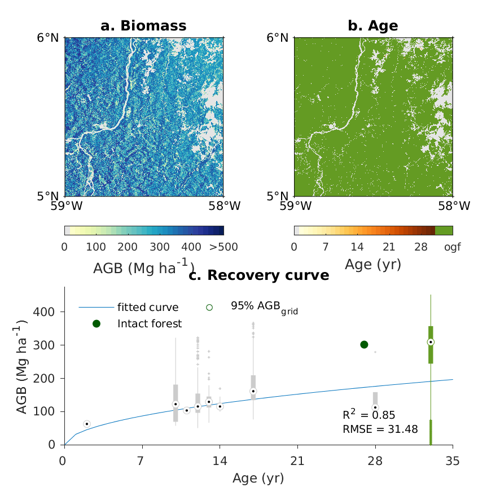 a. Biomass
b. Age
6°N
6°N
5°N
5°N
59°W 58°W
59°W 58°W
0 100 200 300 400 >500
AGB (Mg ha⁻¹)
0 7 14 21 28 ogf
Age (yr)
c. Recovery curve
AGB (Mg ha⁻¹)
400
300
200
100
0
fitted curve
95% AGB_grid
Intact forest
R² = 0.85
RMSE = 31.48
0 7 14 21 28 35
Age (yr)